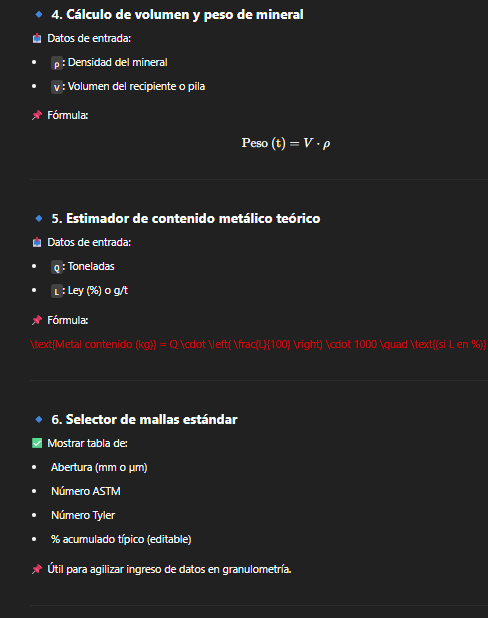 4. Cálculo de volumen y peso de mineral
Datos de entrada:
ρ: Densidad del mineral
V: Volumen del recipiente o pila
Fórmula:
Peso (t) = V · ρ
5. Estimador de contenido metálico teórico
Datos de entrada:
Q: Toneladas
L: Ley (%) o g/t
Fórmula:
\text{Metal contenido (kg)} = Q \cdot \left( \frac{L}{100} \right) \cdot 1000 \quad \text{(si L en %)}
6. Selector de mallas estándar
Mostrar tabla de:
Abertura (mm o µm)
Número ASTM
Número Tyler
% acumulado típico (editable)
Útil para agilizar ingreso de datos en granulometría.